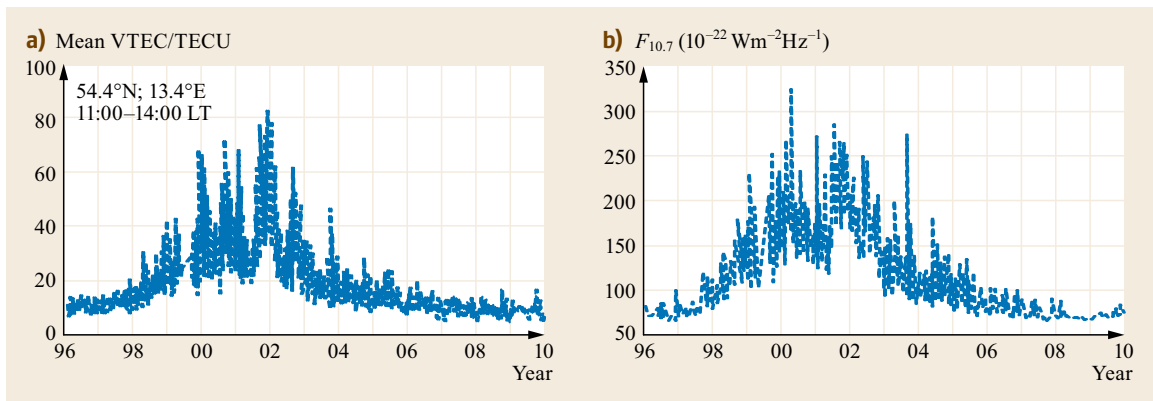 a) Mean VTEC/TECU
100
80
60
40
20
0
54.4°N; 13.4°E
11:00–14:00 LT
96 98 00 02 04 06 08 10
Year
b) F10.7 (10–22 Wm–2Hz–1)
350
300
250
200
150
100
50
96 98 00 02 04 06 08 10
Year